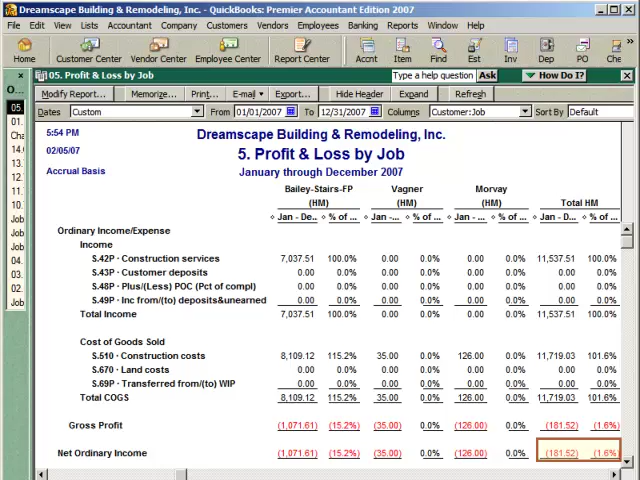 Dreamscape Building & Remodeling, Inc. - QuickBooks: Premier Accountant Edition 2007
File Edit View Lists Accountant Company Customers Vendors Employees Banking Reports Window Help
Home Customer Center Vendor Center Employee Center Report Center Accnt Item Find Est Inv Dep PO Che
05. Profit & Loss by Job Type a help question Ask How Do I?
Modify Report... Memorize... Print... E-mail Export... Hide Header Expand Refresh
Dates Custom From 01/01/2007 To 12/31/2007 Columns Customer:Job Sort By Default
O...
05.
01.
Cha
14.
13.
12.
11.
10.
Job
Job
Job
04.
03.
02.
Job
5:54 PM
02/05/07
Accrual Basis
Dreamscape Building & Remodeling, Inc.
5. Profit & Loss by Job
January through December 2007
Bailey-Stairs-FP Vagner Morvay
(HM) (HM) (HM) Total HM
Jan - De... % of ... Jan -... % of ... Jan - ... % of ... Jan - D... % of ...
Ordinary Income/Expense
Income
S.42P · Construction services 7,037.51 100.0% 0.00 0.0% 0.00 0.0% 11,537.51 100.0%
S.43P · Customer deposits 0.00 0.0% 0.00 0.0% 0.00 0.0% 0.00 0.0%
S.48P · Plus/(Less) POC (Pct of compl) 0.00 0.0% 0.00 0.0% 0.00 0.0% 0.00 0.0%
S.49P · Inc from/(to) deposits&unearned 0.00 0.0% 0.00 0.0% 0.00 0.0% 0.00 0.0%
Total Income 7,037.51 100.0% 0.00 0.0% 0.00 0.0% 11,537.51 100.0%
Cost of Goods Sold
S.510 · Construction costs 8,109.12 115.2% 35.00 0.0% 126.00 0.0% 11,719.03 101.6%
S.670 · Land costs 0.00 0.0% 0.00 0.0% 0.00 0.0% 0.00 0.0%
S.69P · Transferred from/(to) WIP 0.00 0.0% 0.00 0.0% 0.00 0.0% 0.00 0.0%
Total COGS 8,109.12 115.2% 35.00 0.0% 126.00 0.0% 11,719.03 101.6%
Gross Profit (1,071.61) (15.2%) (35.00) 0.0% (126.00) 0.0% (181.52) (1.6%)
Net Ordinary Income (1,071.61) (15.2%) (35.00) 0.0% (126.00) 0.0% (181.52) (1.6%)